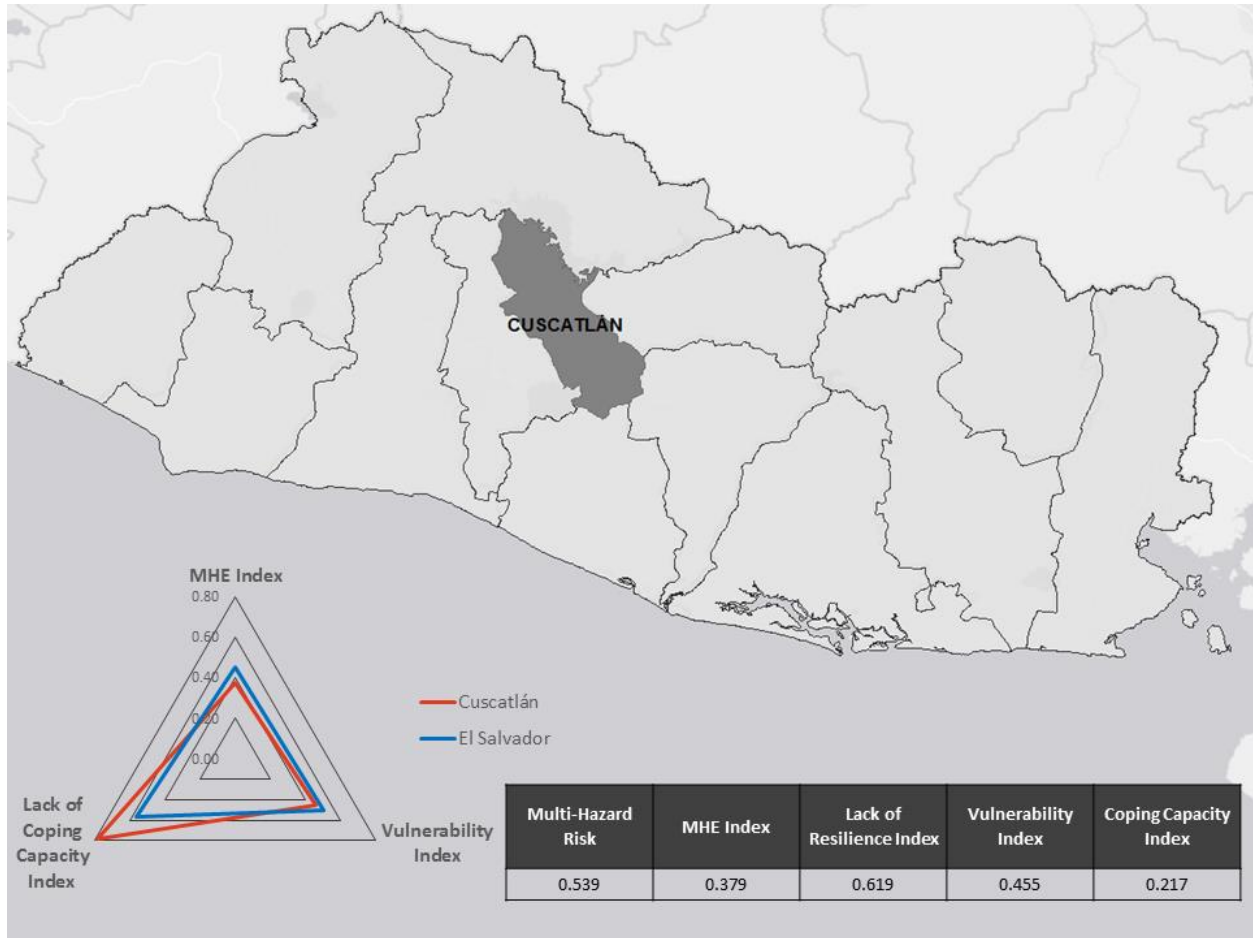 CUSCATLÁN
MHE Index
0.80
0.60
0.40
0.20
0.00
Lack of
Coping
Capacity
Index
Vulnerability
Index
Cuscatlán
El Salvador
Multi-Hazard
Risk
MHE Index
Lack of
Resilience Index
Vulnerability
Index
Coping Capacity
Index
0.539
0.379
0.619
0.455
0.217